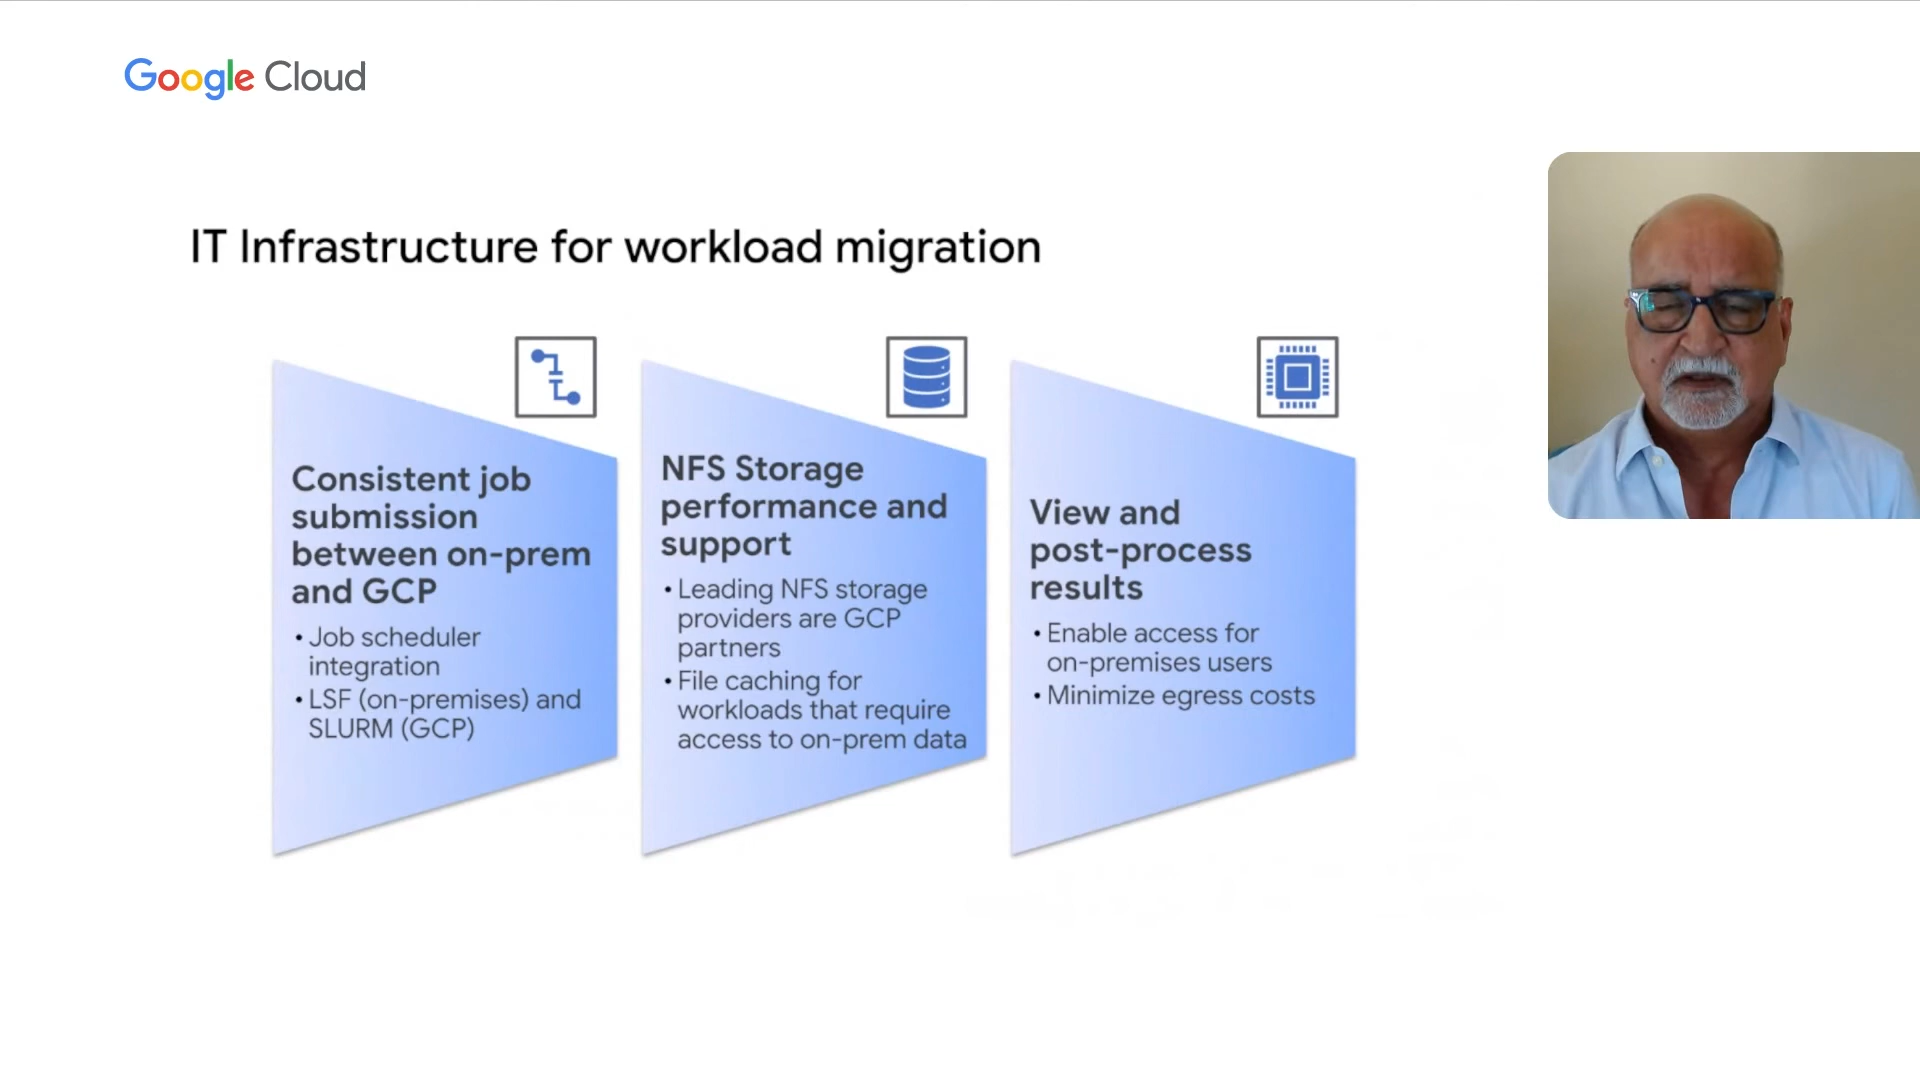 Google Cloud
IT Infrastructure for workload migration
Consistent job
submission
between on-prem
and GCP
• Job scheduler
integration
• LSF (on-premises) and
SLURM (GCP)
NFS Storage
performance and
support
• Leading NFS storage
providers are GCP
partners
• File caching for
workloads that require
access to on-prem data
View and
post-process
results
• Enable access for
on-premises users
• Minimize egress costs